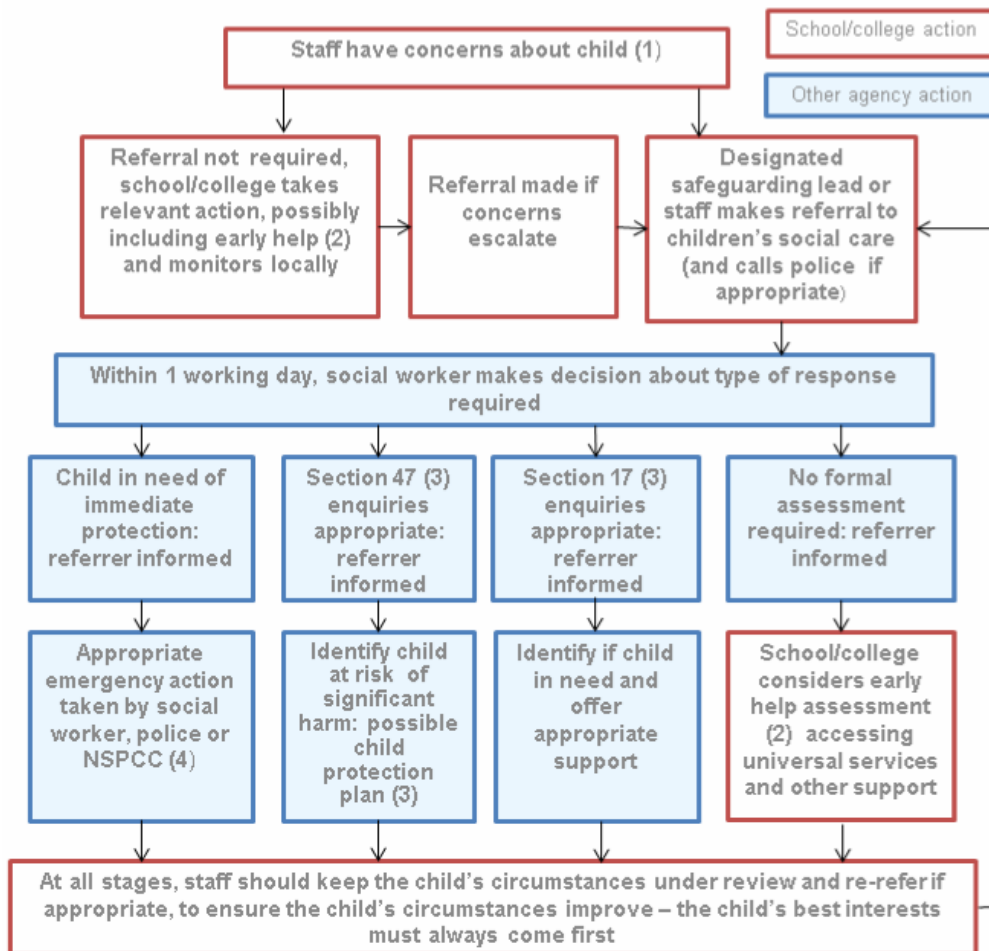 School/college action
Other agency action
Staff have concerns about child (1)
Referral not required,
school/college takes
relevant action, possibly
including early help (2)
and monitors locally
Referral made if
concerns
escalate
Designated
safeguarding lead or
staff makes referral to
children's social care
(and calls police if
appropriate)
Within 1 working day, social worker makes decision about type of response
required
Child in need of
immediate
protection:
referrer informed
Section 47 (3)
enquiries
appropriate:
referrer
informed
Section 17 (3)
enquiries
appropriate:
referrer
informed
No formal
assessment
required: referrer
informed
Appropriate
emergency action
taken by social
worker, police or
NSPCC (4)
Identify child
at risk of
significant
harm: possible
child
protection
plan (3)
Identify if child
in need and
offer
appropriate
support
School/college
considers early
help assessment
(2) accessing
universal services
and other support
At all stages, staff should keep the child's circumstances under review and re-refer if
appropriate, to ensure the child's circumstances improve – the child's best interests
must always come first